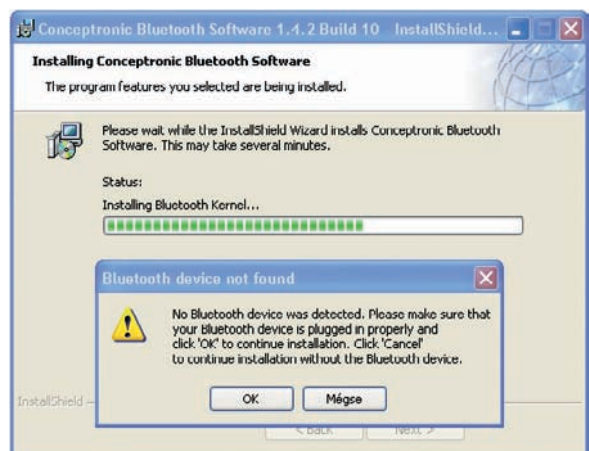 Conceptronic Bluetooth Software 1.4.2 Build 10 InstallShield...
Installing Conceptronic Bluetooth Software
The program features you selected are being installed.
Please wait while the InstallShield Wizard installs Conceptronic Bluetooth
Software. This may take several minutes.
Status:
Installing Bluetooth Kernel...
Bluetooth device not found
No Bluetooth device was detected. Please make sure that
your Bluetooth device is plugged in properly and
click 'OK' to continue installation. Click 'Cancel'
to continue installation without the Bluetooth device.
OK Mégse
InstallShield
< Back Next >